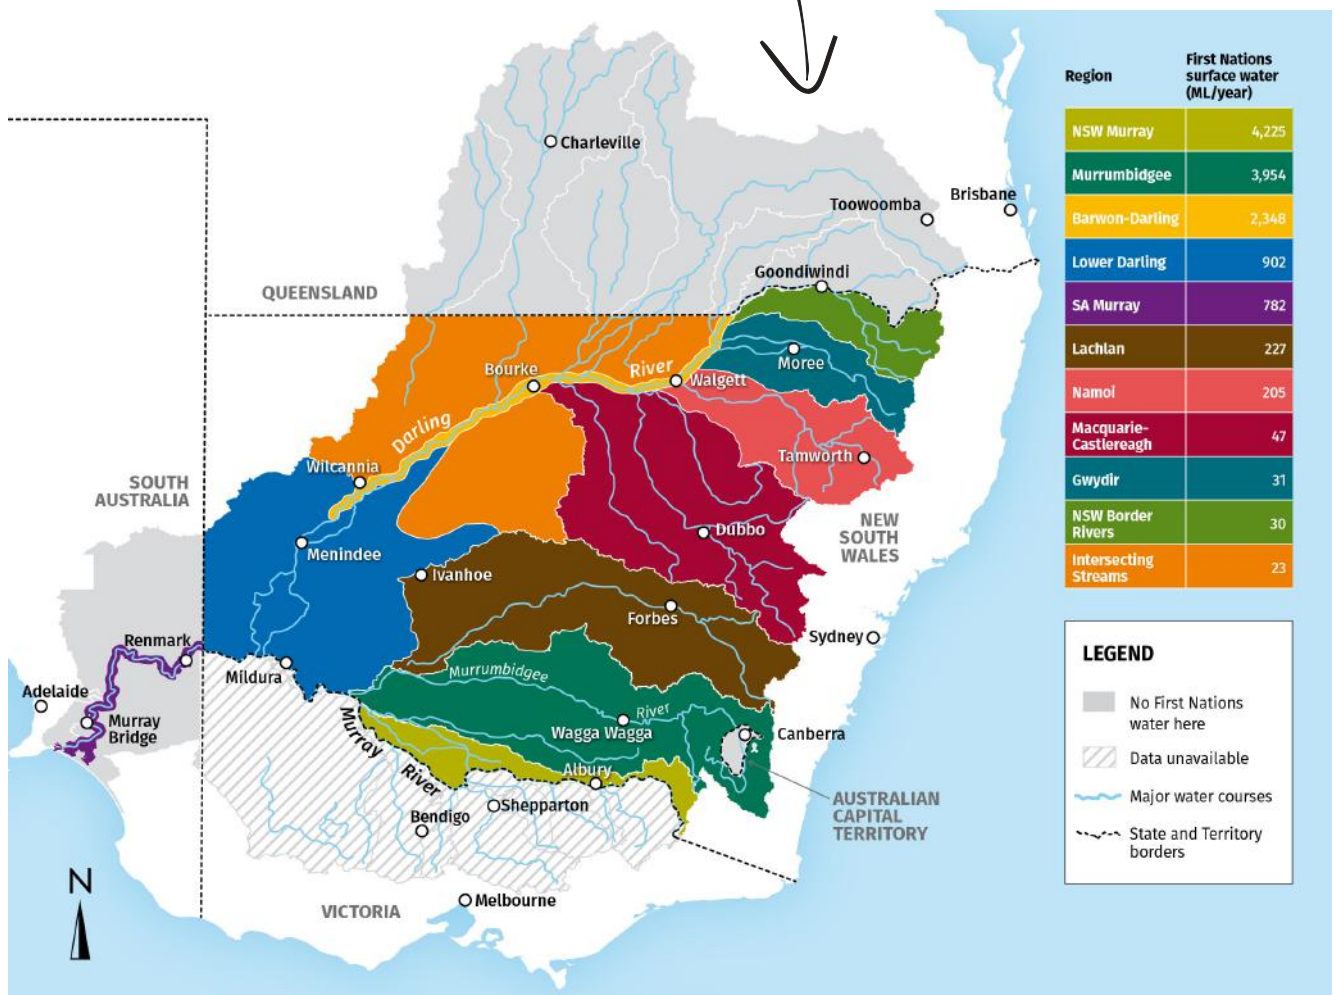 Charleville
Toowoomba
Brisbane
Goondiwindi
QUEENSLAND
Moree
Bourke
River
Walgett
Darling
Wilcannia
Tamworth
SOUTH
AUSTRALIA
NEW
SOUTH
WALES
Dubbo
Menindee
Ivanhoe
Forbes
Sydney
Renmark
Mildura
Murrumbidgee
River
Adelaide
Murray
Bridge
Wagga Wagga
Canberra
Murray
River
Albury
Shepparton
Bendigo
AUSTRALIAN
CAPITAL
TERRITORY
N
VICTORIA
Melbourne
Region
First Nations
surface water
(ML/year)
NSW Murray 4,225
Murrumbidgee 3,954
Barwon-Darling 2,348
Lower Darling 902
SA Murray 782
Lachlan 227
Namoi 205
Macquarie-
Castlereagh 47
Gwydir 31
NSW Border
Rivers 30
Intersecting
Streams 23
LEGEND
No First Nations
water here
Data unavailable
Major water courses
State and Territory
borders